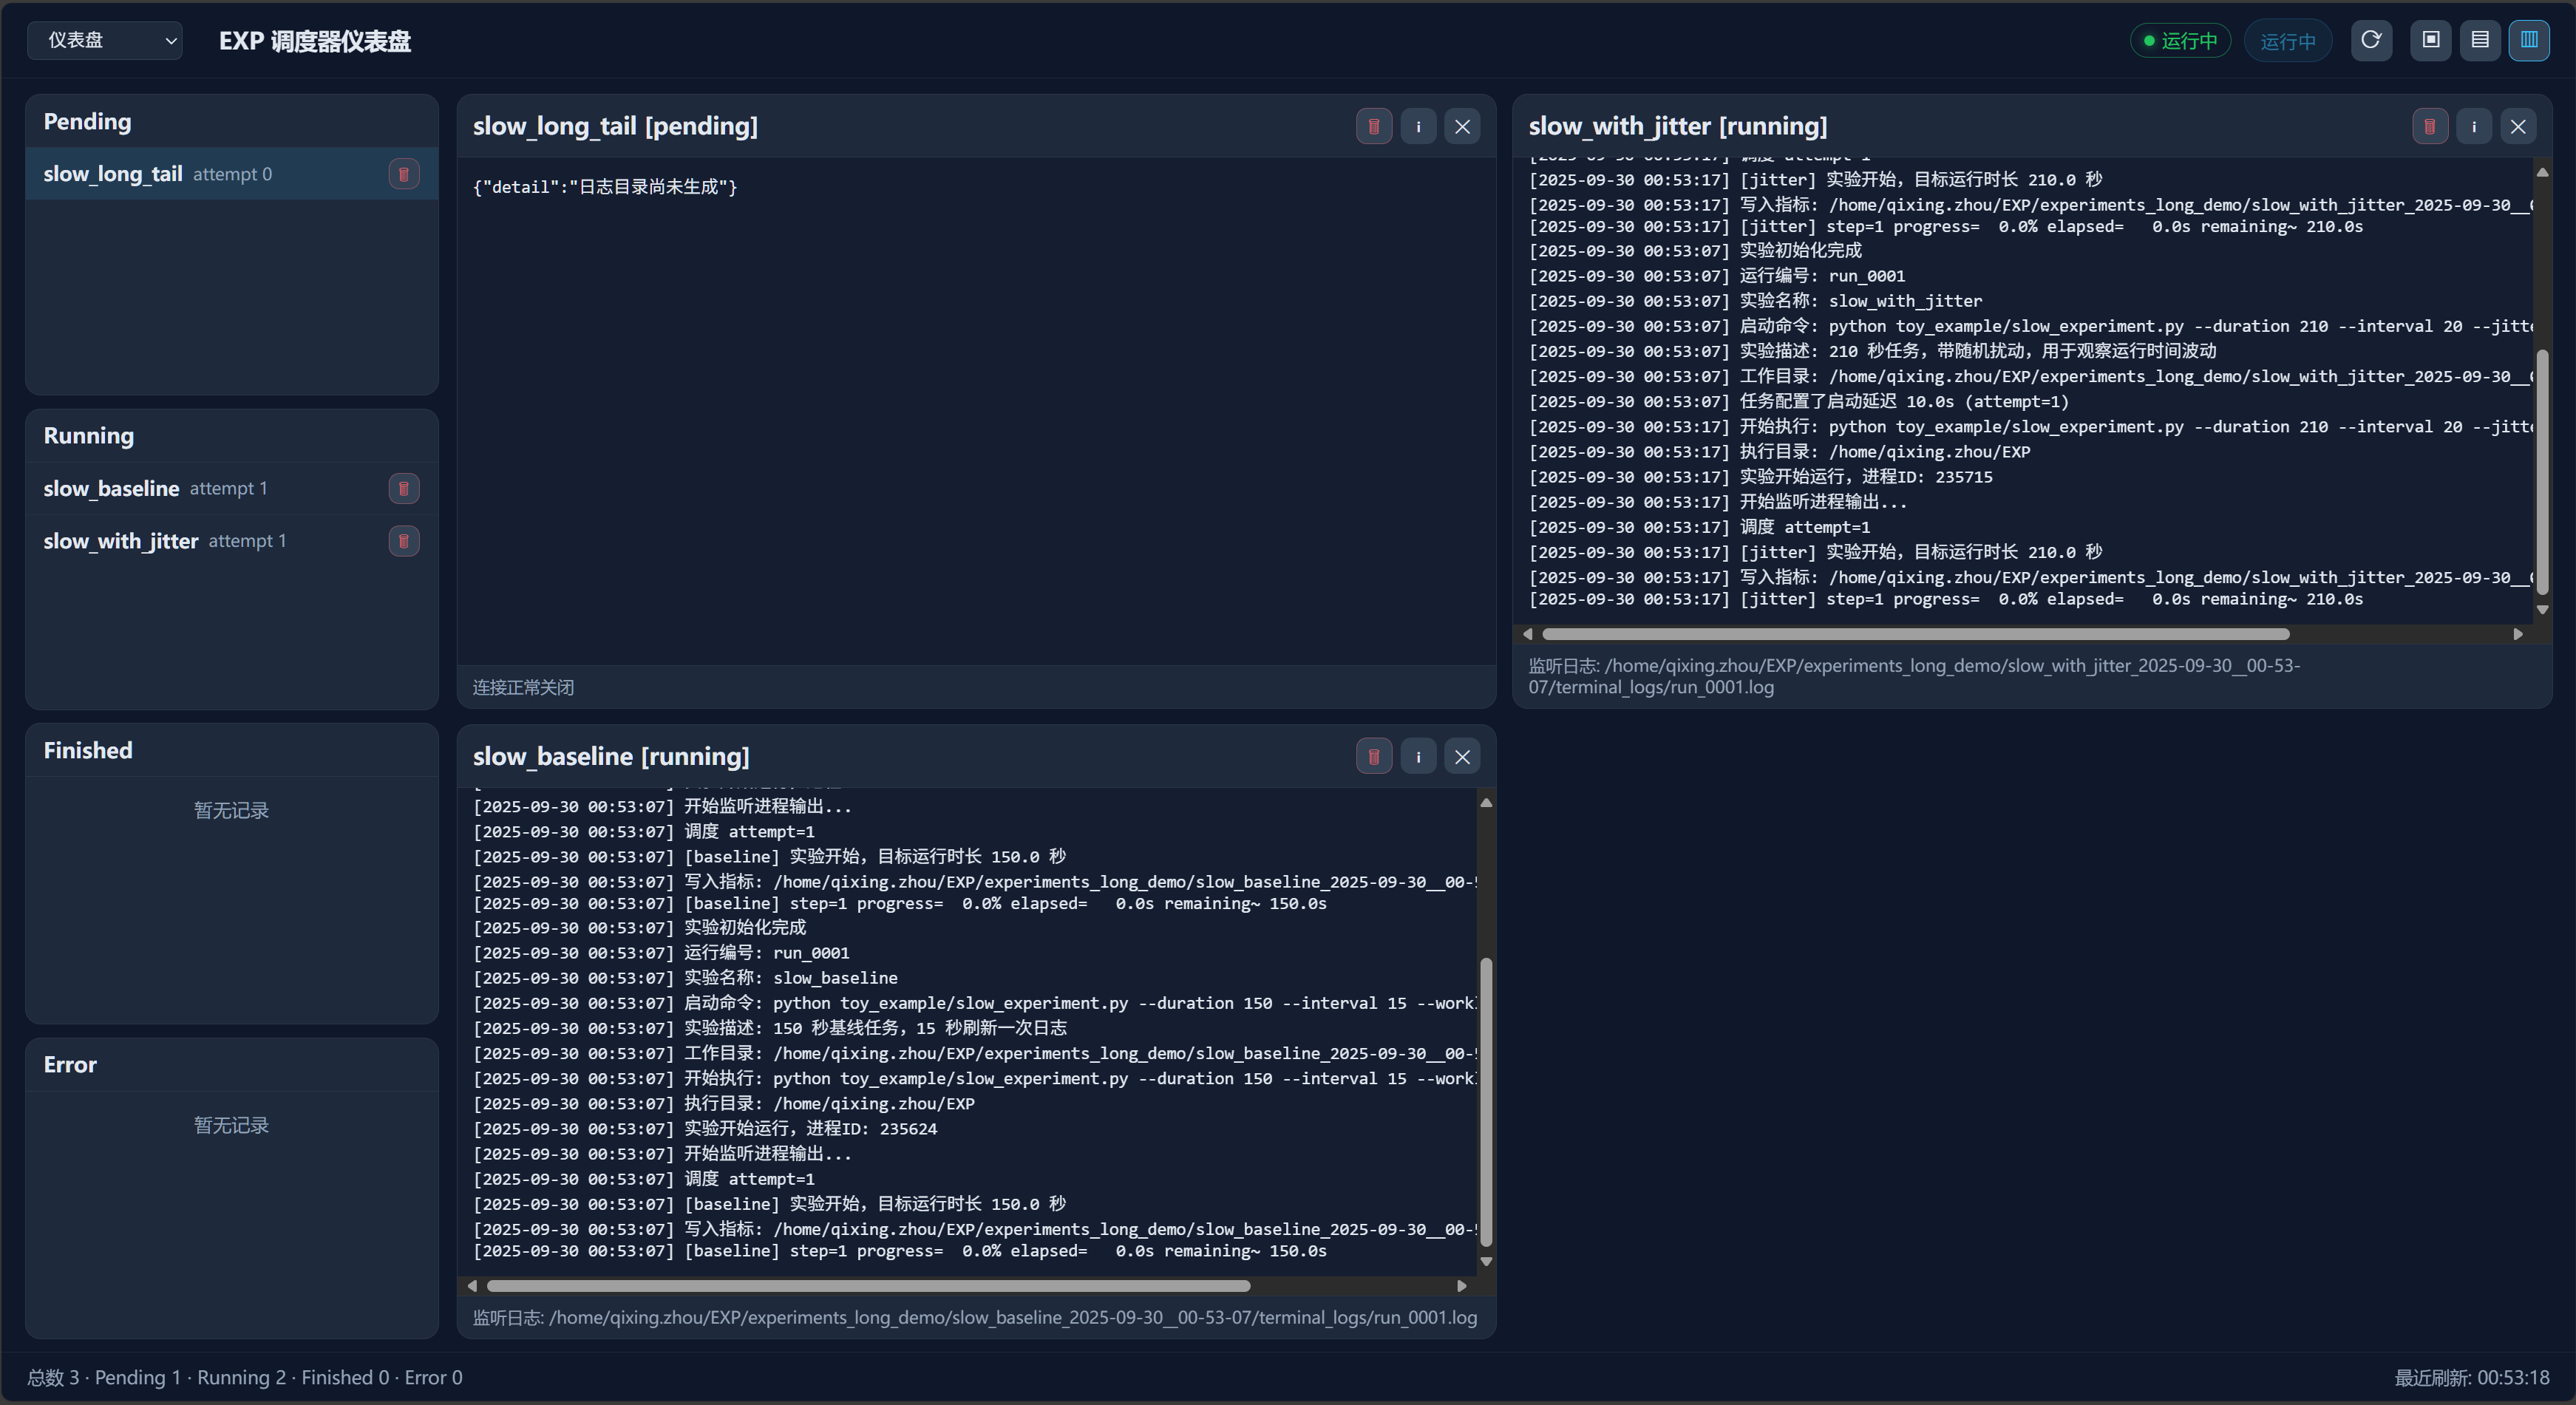 仪表盘
EXP 调度器仪表盘
运行中
运行中
Pending
slow_long_tail attempt 0
Running
slow_baseline attempt 1
slow_with_jitter attempt 1
Finished
暂无记录
Error
暂无记录
slow_long_tail [pending]
i
{"detail":"日志目录尚未生成"}
连接正常关闭
slow_with_jitter [running]
i
[2025-09-30 00:53:17] 调度 attempt=1
[2025-09-30 00:53:17] [jitter] 实验开始，目标运行时长 210.0 秒
[2025-09-30 00:53:17] 写入指标: /home/qixing.zhou/EXP/experiments_long_demo/slow_with_jitter_2025-09-30__
[2025-09-30 00:53:17] [jitter] step=1 progress=  0.0% elapsed=   0.0s remaining~ 210.0s
[2025-09-30 00:53:07] 实验初始化完成
[2025-09-30 00:53:07] 运行编号: run_0001
[2025-09-30 00:53:07] 实验名称: slow_with_jitter
[2025-09-30 00:53:07] 启动命令: python toy_example/slow_experiment.py --duration 210 --interval 20 --jitt
[2025-09-30 00:53:07] 实验描述: 210 秒任务，带随机扰动，用于观察运行时间波动
[2025-09-30 00:53:07] 工作目录: /home/qixing.zhou/EXP/experiments_long_demo/slow_with_jitter_2025-09-30__
[2025-09-30 00:53:07] 任务配置了启动延迟 10.0s (attempt=1)
[2025-09-30 00:53:17] 开始执行: python toy_example/slow_experiment.py --duration 210 --interval 20 --jitt
[2025-09-30 00:53:17] 执行目录: /home/qixing.zhou/EXP
[2025-09-30 00:53:17] 实验开始运行，进程ID: 235715
[2025-09-30 00:53:17] 开始监听进程输出...
[2025-09-30 00:53:17] 调度 attempt=1
[2025-09-30 00:53:17] [jitter] 实验开始，目标运行时长 210.0 秒
[2025-09-30 00:53:17] 写入指标: /home/qixing.zhou/EXP/experiments_long_demo/slow_with_jitter_2025-09-30__
[2025-09-30 00:53:17] [jitter] step=1 progress=  0.0% elapsed=   0.0s remaining~ 210.0s
监听日志: /home/qixing.zhou/EXP/experiments_long_demo/slow_with_jitter_2025-09-30__00-53-
07/terminal_logs/run_0001.log
slow_baseline [running]
i
[2025-09-30 00:53:07] 开始监听进程输出...
[2025-09-30 00:53:07] 调度 attempt=1
[2025-09-30 00:53:07] [baseline] 实验开始，目标运行时长 150.0 秒
[2025-09-30 00:53:07] 写入指标: /home/qixing.zhou/EXP/experiments_long_demo/slow_baseline_2025-09-30__00-
[2025-09-30 00:53:07] [baseline] step=1 progress=  0.0% elapsed=   0.0s remaining~ 150.0s
[2025-09-30 00:53:07] 实验初始化完成
[2025-09-30 00:53:07] 运行编号: run_0001
[2025-09-30 00:53:07] 实验名称: slow_baseline
[2025-09-30 00:53:07] 启动命令: python toy_example/slow_experiment.py --duration 150 --interval 15 --work
[2025-09-30 00:53:07] 实验描述: 150 秒基线任务，15 秒刷新一次日志
[2025-09-30 00:53:07] 工作目录: /home/qixing.zhou/EXP/experiments_long_demo/slow_baseline_2025-09-30__00-
[2025-09-30 00:53:07] 开始执行: python toy_example/slow_experiment.py --duration 150 --interval 15 --work
[2025-09-30 00:53:07] 执行目录: /home/qixing.zhou/EXP
[2025-09-30 00:53:07] 实验开始运行，进程ID: 235624
[2025-09-30 00:53:07] 开始监听进程输出...
[2025-09-30 00:53:07] 调度 attempt=1
[2025-09-30 00:53:07] [baseline] 实验开始，目标运行时长 150.0 秒
[2025-09-30 00:53:07] 写入指标: /home/qixing.zhou/EXP/experiments_long_demo/slow_baseline_2025-09-30__00-
[2025-09-30 00:53:07] [baseline] step=1 progress=  0.0% elapsed=   0.0s remaining~ 150.0s
监听日志: /home/qixing.zhou/EXP/experiments_long_demo/slow_baseline_2025-09-30__00-53-07/terminal_logs/run_0001.log
总数 3 · Pending 1 · Running 2 · Finished 0 · Error 0
最近刷新: 00:53:18